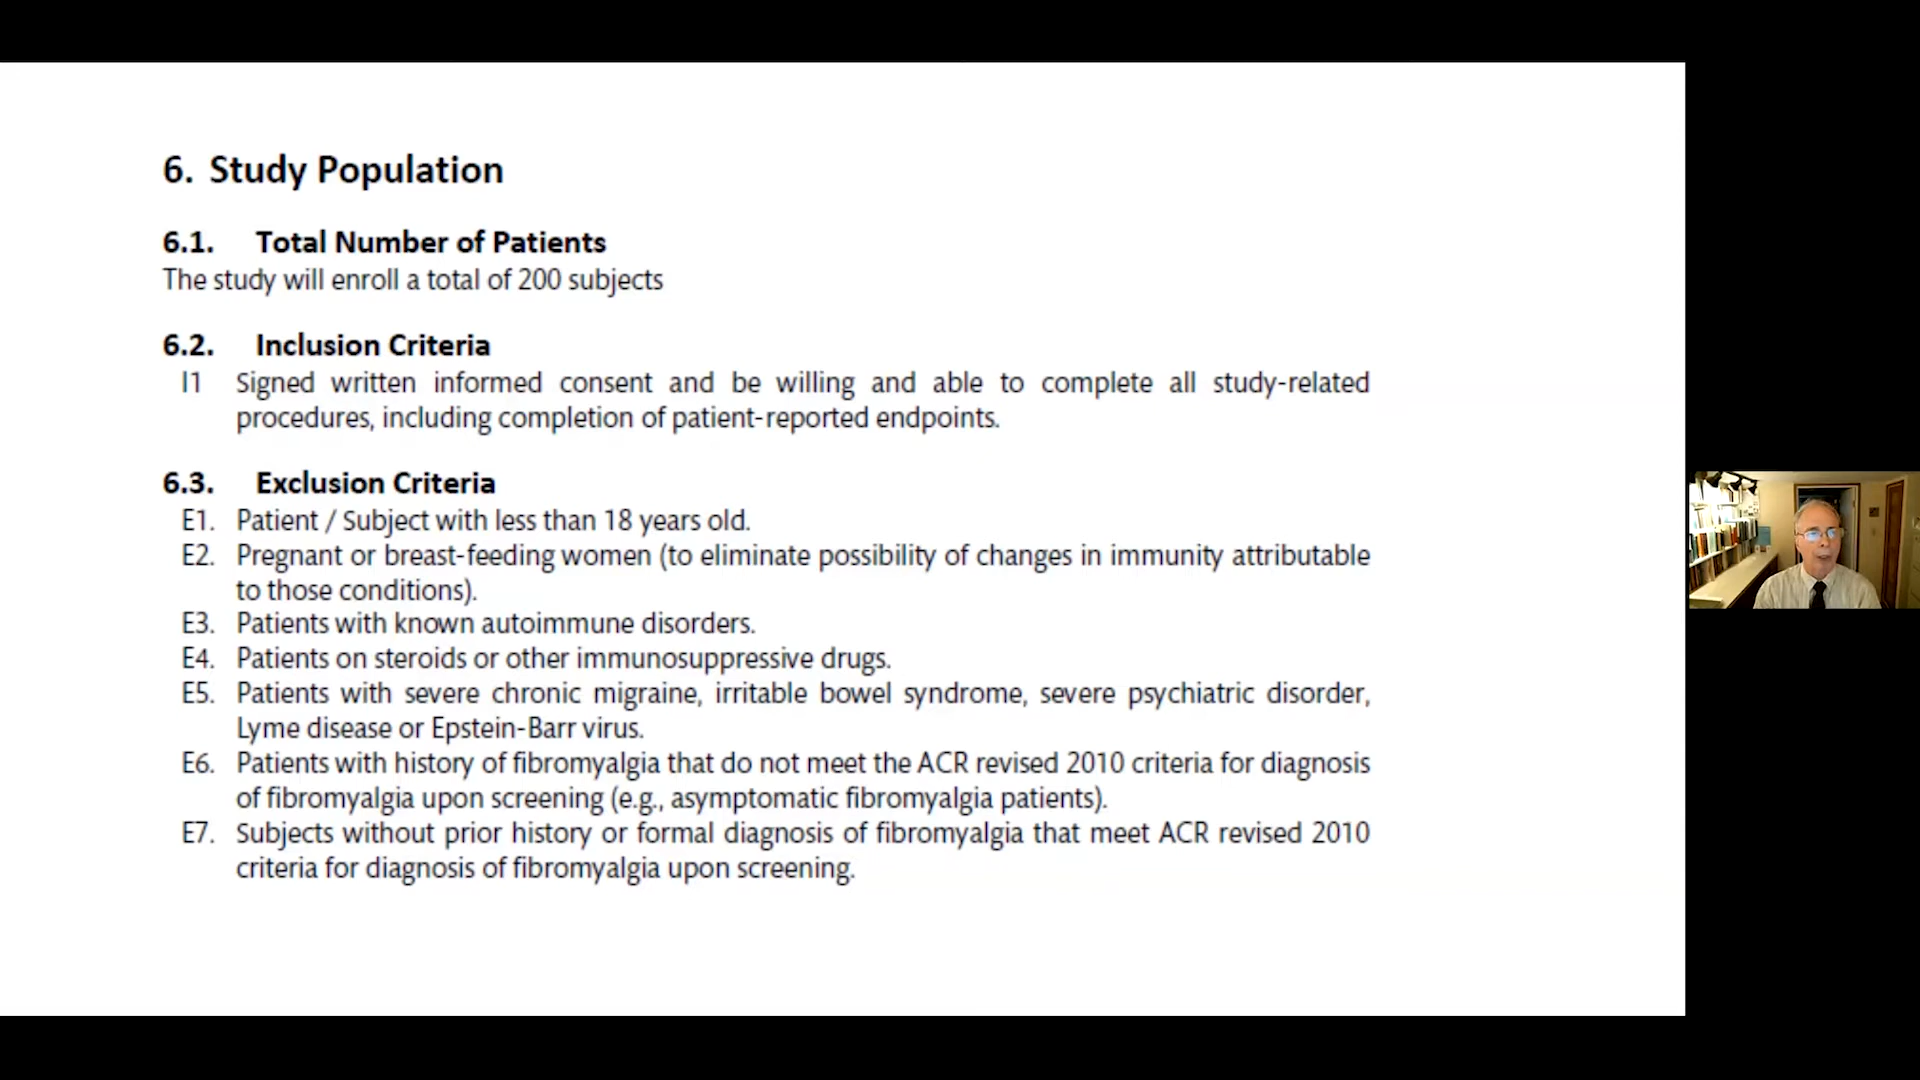 6. Study Population
6.1. Total Number of Patients
The study will enroll a total of 200 subjects
6.2. Inclusion Criteria
I1 Signed written informed consent and be willing and able to complete all study-related
procedures, including completion of patient-reported endpoints.
6.3. Exclusion Criteria
E1. Patient / Subject with less than 18 years old.
E2. Pregnant or breast-feeding women (to eliminate possibility of changes in immunity attributable
to those conditions).
E3. Patients with known autoimmune disorders.
E4. Patients on steroids or other immunosuppressive drugs.
E5. Patients with severe chronic migraine, irritable bowel syndrome, severe psychiatric disorder,
Lyme disease or Epstein-Barr virus.
E6. Patients with history of fibromyalgia that do not meet the ACR revised 2010 criteria for diagnosis
of fibromyalgia upon screening (e.g., asymptomatic fibromyalgia patients).
E7. Subjects without prior history or formal diagnosis of fibromyalgia that meet ACR revised 2010
criteria for diagnosis of fibromyalgia upon screening.